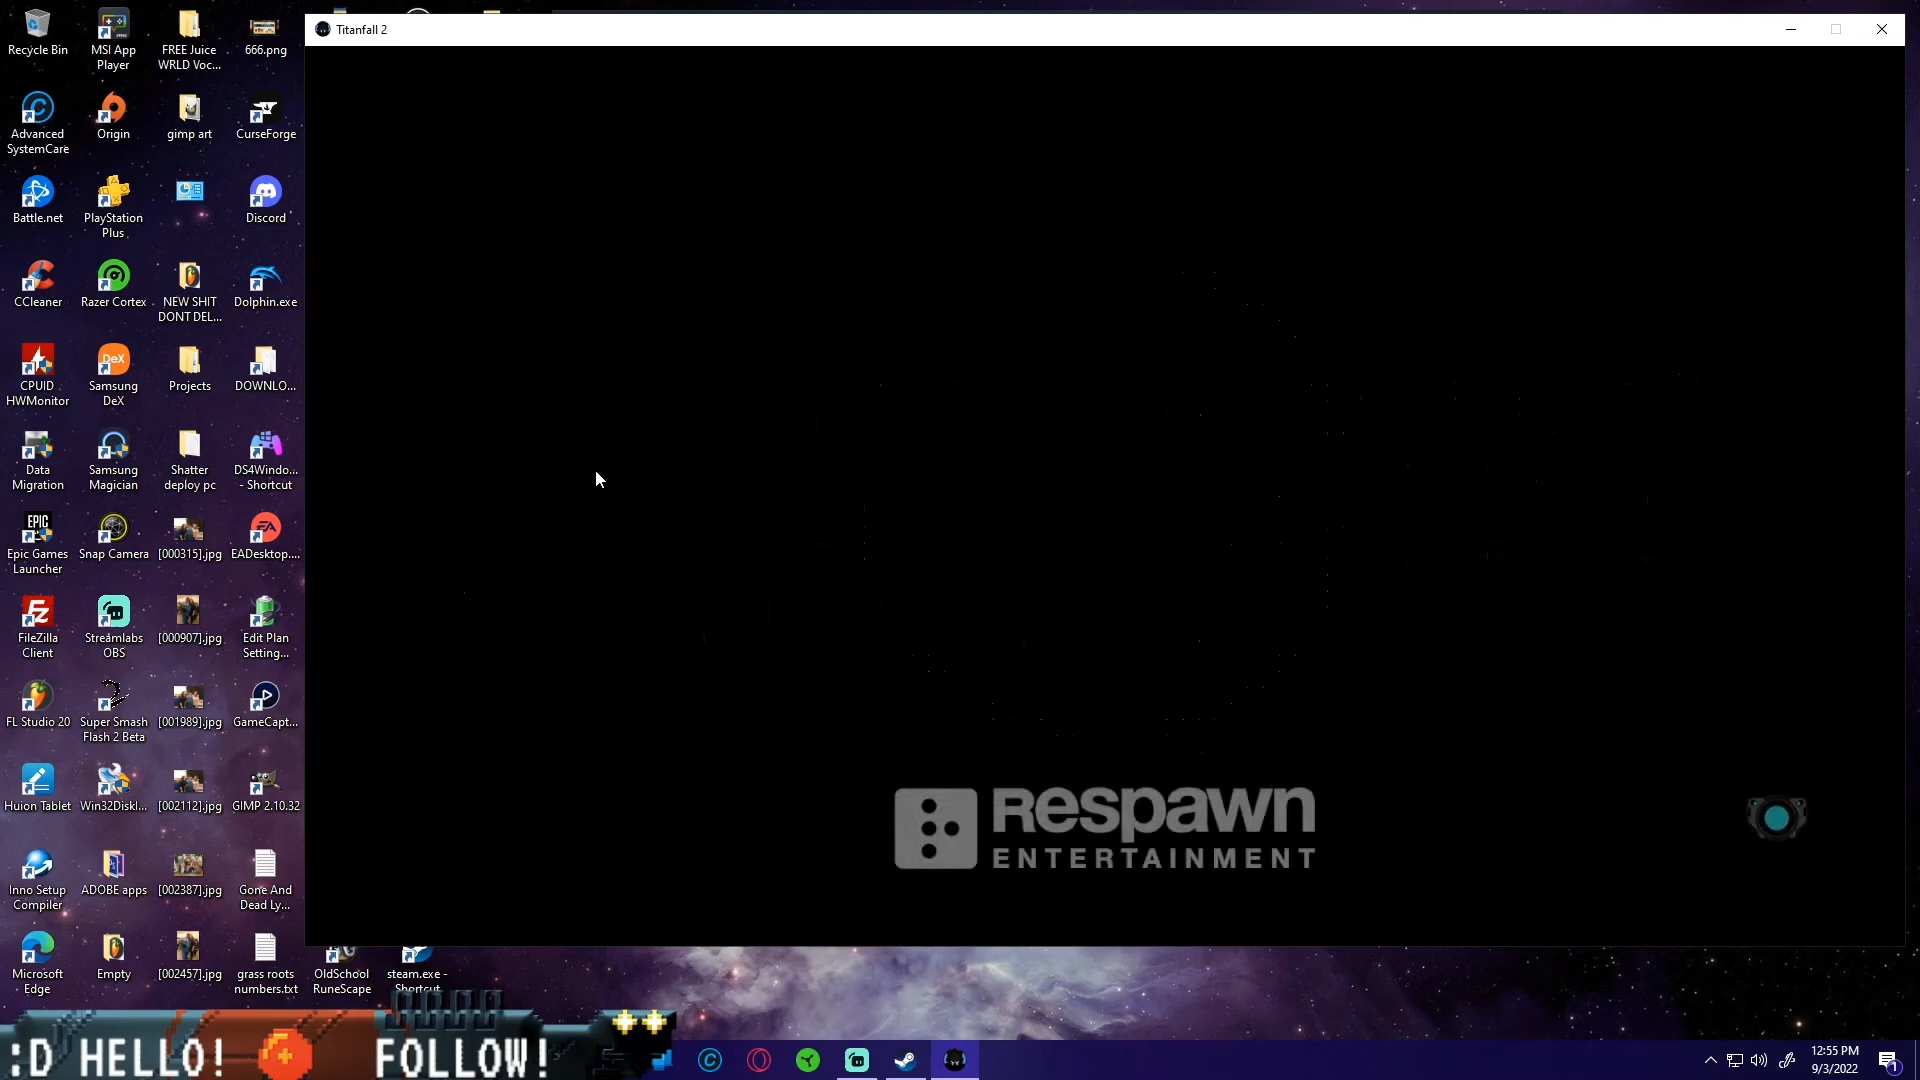 Titanfall 2
Recycle Bin
MSI App
Player
FREE Juice
WRLD Voc...
666.png
Advanced
SystemCare
Origin
gimp art
CurseForge
Battle.net
PlayStation
Plus
Discord
CCleaner
Razer Cortex
NEW SHIT
DONT DEL...
Dolphin.exe
CPUID
HWMonitor
Samsung
DeX
Projects
DOWNLO...
Data
Migration
Samsung
Magician
Shatter
deploy pc
DS4Windo...
- Shortcut
Epic Games
Launcher
Snap Camera
[000315].jpg
EADesktop....
FileZilla
Client
Streamlabs
OBS
[000907].jpg
Edit Plan
Setting...
FL Studio 20
Super Smash
Flash 2 Beta
[001989].jpg
GameCapt...
Huion Tablet
Win32DiskI...
[002112].jpg
GIMP 2.10.32
Inno Setup
Compiler
ADOBE apps
[002387].jpg
Gone And
Dead Ly...
Microsoft
Edge
Empty
[002457].jpg
grass roots
numbers.txt
OldSchool
RuneScape
steam.exe -
Shortcut
Respawn
ENTERTAINMENT
:D HELLO!
FOLLOW!
12:55 PM
9/3/2022
1
DeX
EPIC
GAMES
EA